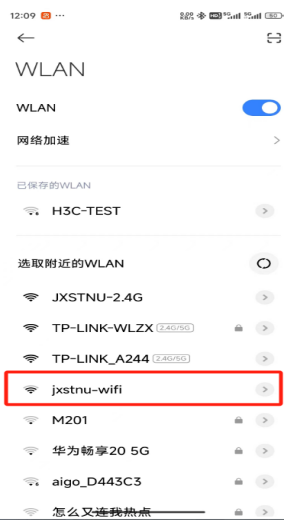 12:09
WLAN
WLAN
网络加速
已保存的WLAN
H3C-TEST
选取附近的WLAN
JXSTNU-2.4G
TP-LINK-WLZX 2.4G/5G
TP-LINK_A244 2.4G/5G
jxstnu-wifi
M201
华为畅享20 5G
aigo_D443C3
怎么又连我热点